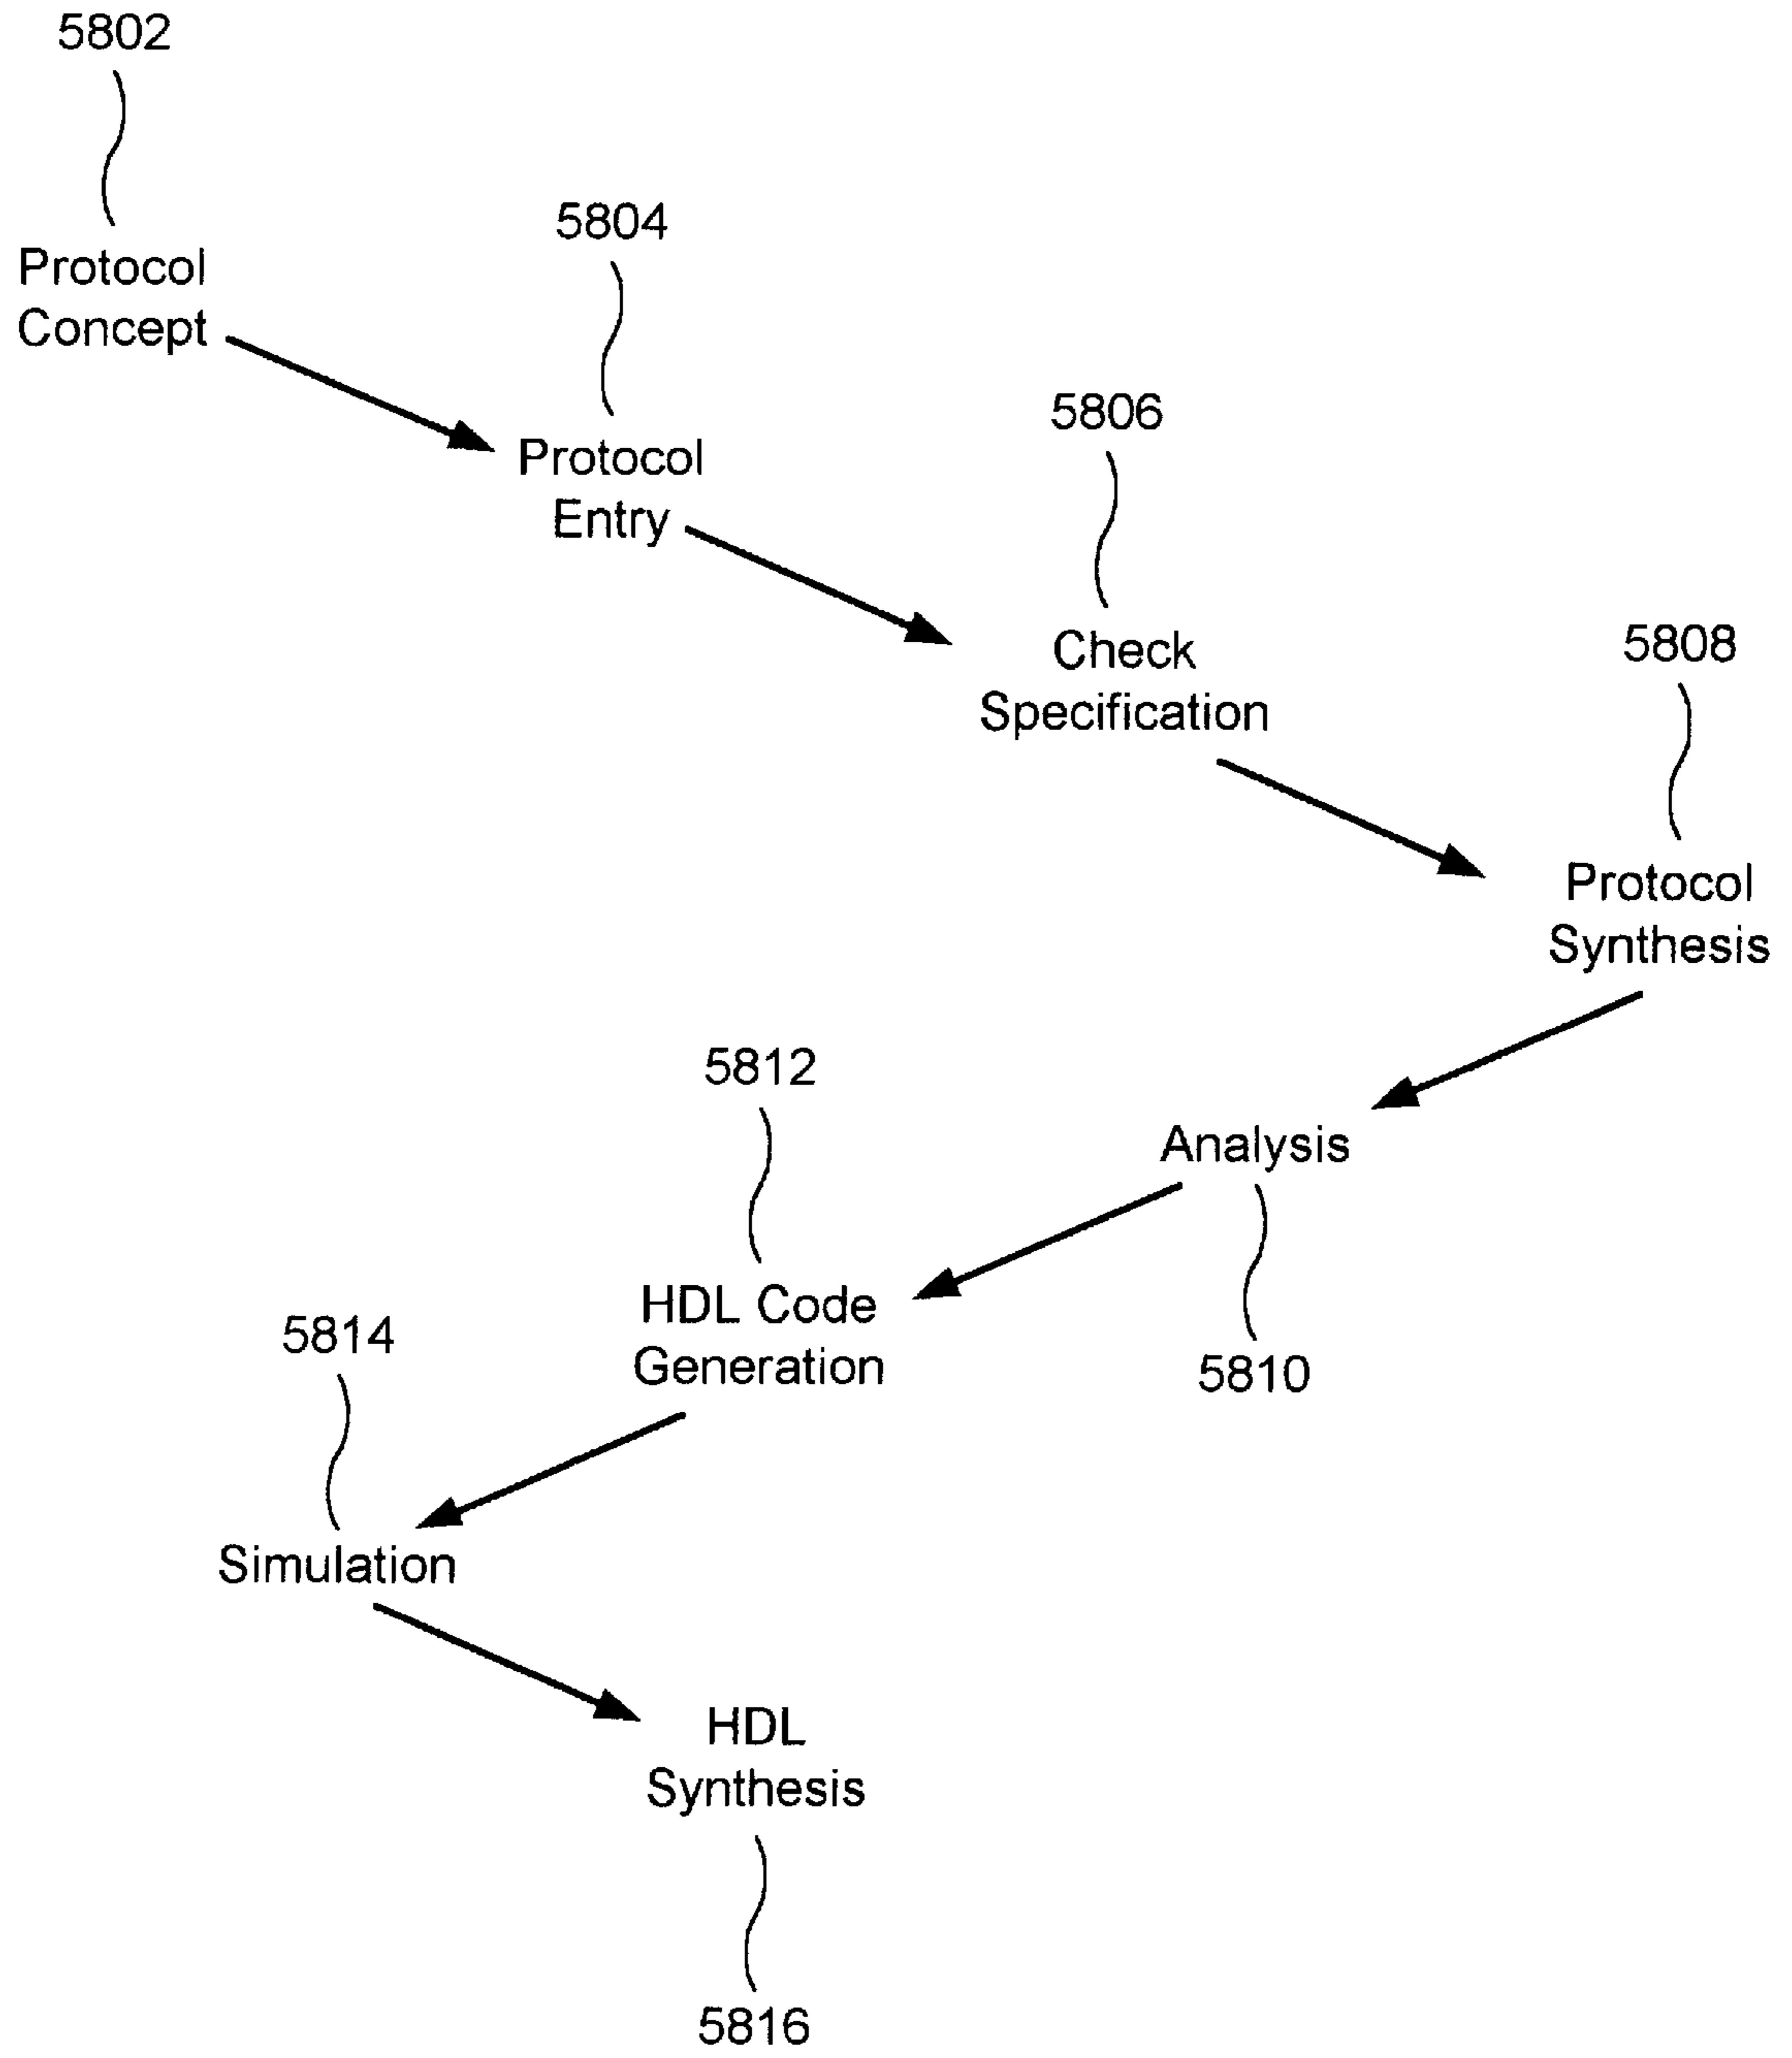 5802
Protocol
Concept
5804
Protocol
Entry
5806
Check
Specification
5808
Protocol
Synthesis
Analysis
5810
5812
HDL Code
Generation
5814
Simulation
HDL
Synthesis
5816